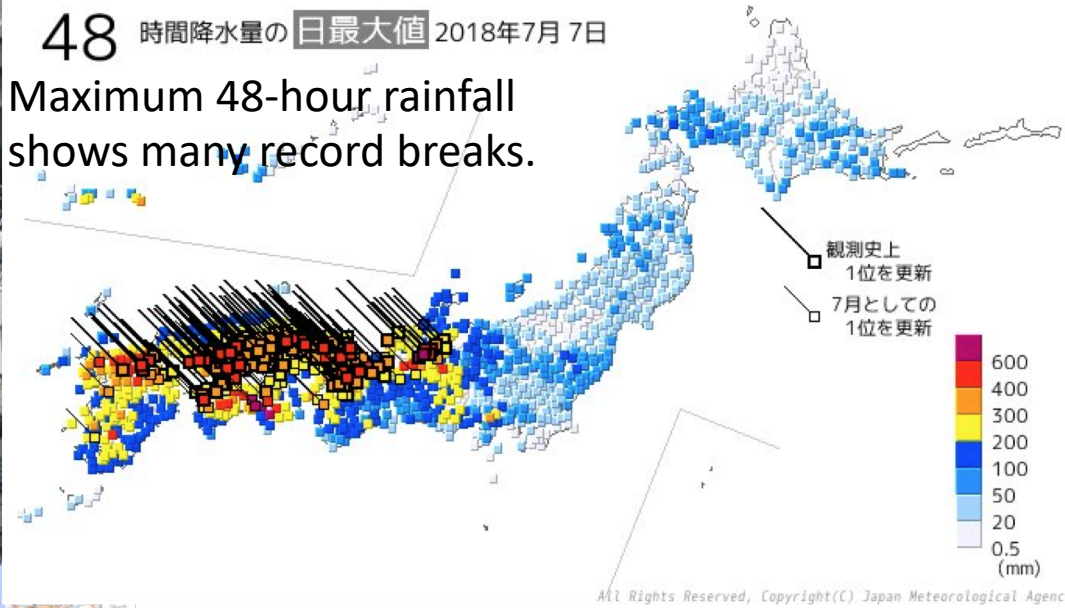 48 時間降水量の 日最大値 2018年7月 7日
Maximum 48-hour rainfall
shows many record breaks.
観測史上
1位を更新
7月としての
1位を更新
600
400
300
200
100
50
20
0.5
(mm)
All Rights Reserved, Copyright(C) Japan Meteorological Agenc